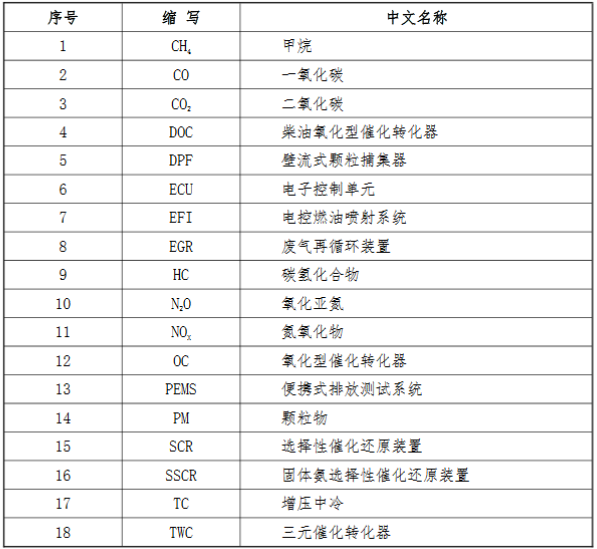 序号 缩 写 中文名称
1 CH₄ 甲烷
2 CO 一氧化碳
3 CO₂ 二氧化碳
4 DOC 柴油氧化型催化转化器
5 DPF 壁流式颗粒捕集器
6 ECU 电子控制单元
7 EFI 电控燃油喷射系统
8 EGR 废气再循环装置
9 HC 碳氢化合物
10 N₂O 氧化亚氮
11 NOₓ 氮氧化物
12 OC 氧化型催化转化器
13 PEMS 便携式排放测试系统
14 PM 颗粒物
15 SCR 选择性催化还原装置
16 SSCR 固体氨选择性催化还原装置
17 TC 增压中冷
18 TWC 三元催化转化器